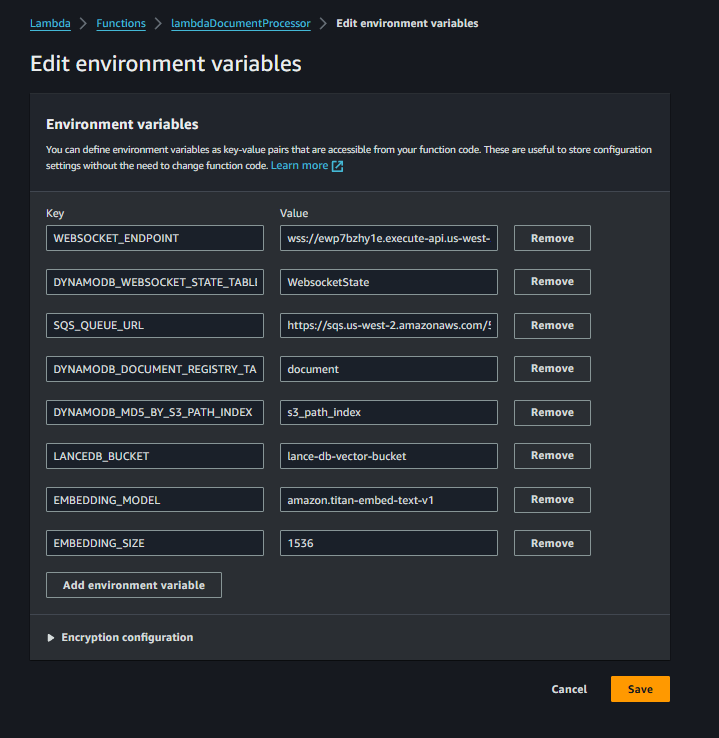 Lambda > Functions > lambdaDocumentProcessor > Edit environment variables
Edit environment variables
Environment variables
You can define environment variables as key-value pairs that are accessible from your function code. These are useful to store configuration
settings without the need to change function code. Learn more
Key Value
WEBSOCKET_ENDPOINT wss://ewp7bzhy1e.execute-api.us-west- Remove
DYNAMODB_WEBSOCKET_STATE_TABL Remove WebsocketState
SQS_QUEUE_URL https://sqs.us-west-2.amazonaws.com/5 Remove
DYNAMODB_DOCUMENT_REGISTRY_TA document Remove
DYNAMODB_MD5_BY_S3_PATH_INDEX s3_path_index Remove
LANCEDB_BUCKET lance-db-vector-bucket Remove
EMBEDDING_MODEL amazon.titan-embed-text-v1 Remove
EMBEDDING_SIZE 1536 Remove
Add environment variable
Encryption configuration
Cancel Save